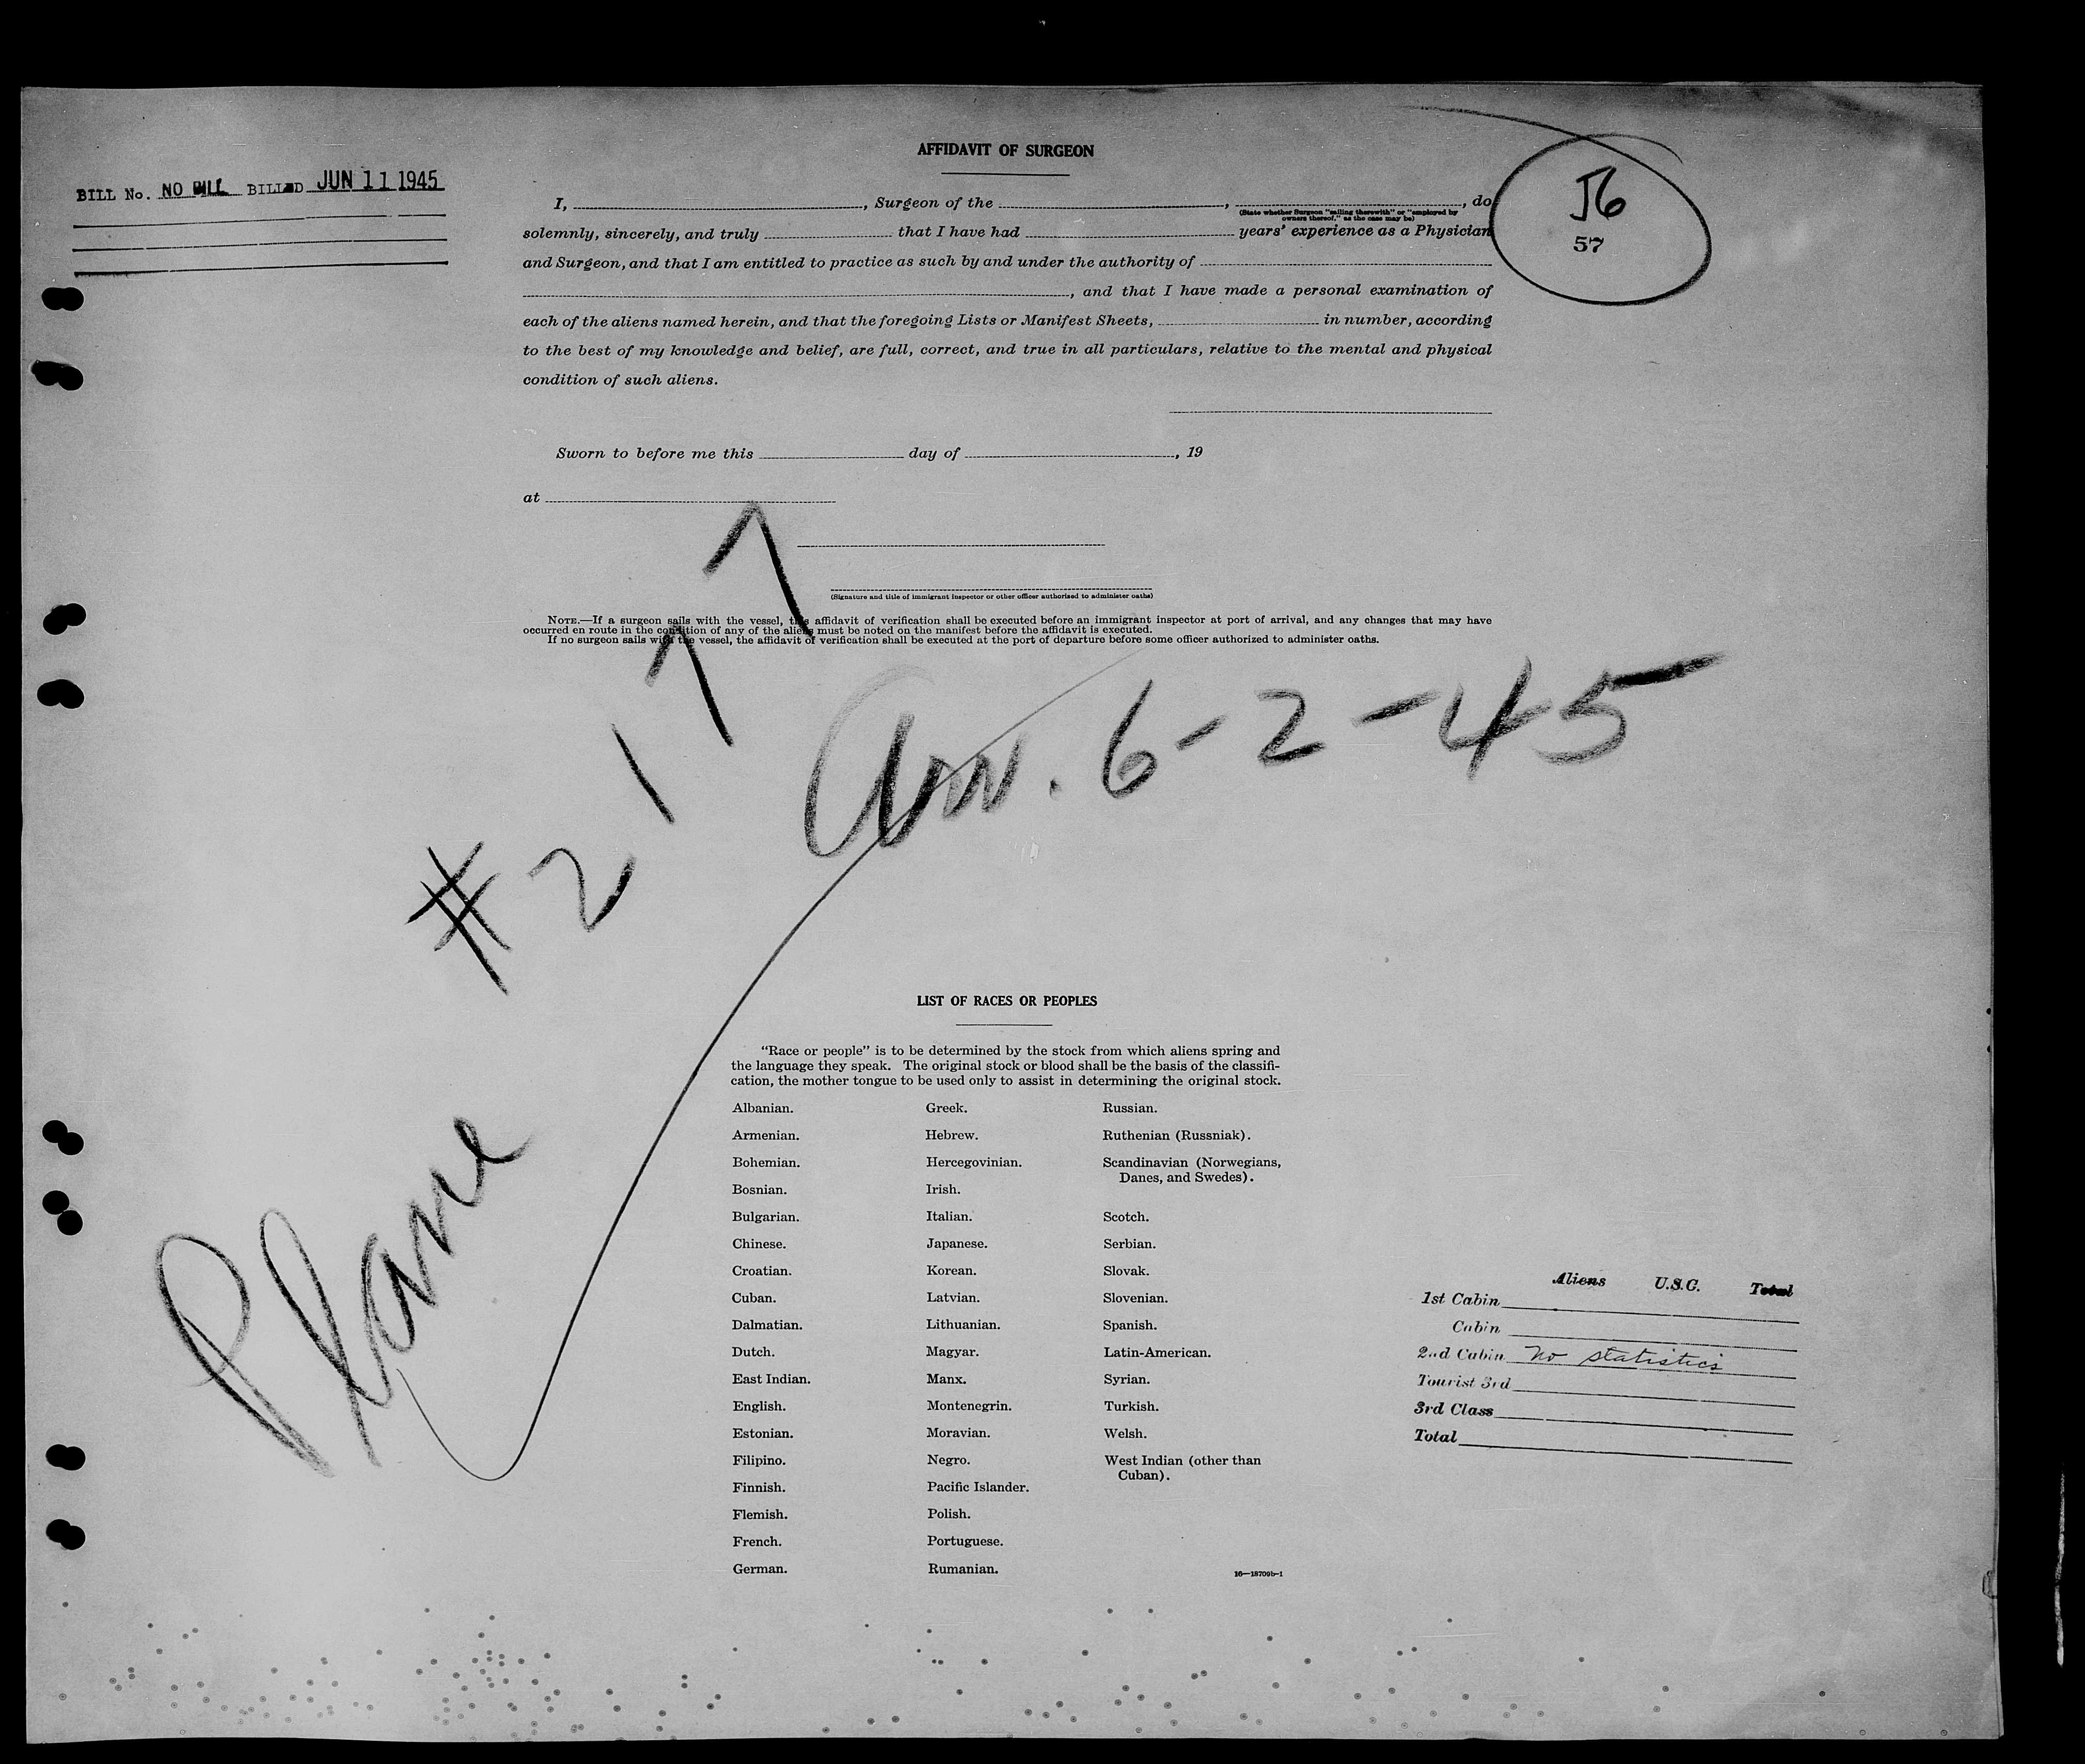 AFFIDAVIT OF SURGEON
BILL No. NO BILL BILLED JUN 11 1945
56
57
I, , Surgeon of the , , do
(State whether Surgeon "sailing therewith" or "employed by
owners thereof," as the case may be)
solemnly, sincerely, and truly that I have had years' experience as a Physician
and Surgeon, and that I am entitled to practice as such by and under the authority of
, and that I have made a personal examination of
each of the aliens named herein, and that the foregoing Lists or Manifest Sheets, in number, according
to the best of my knowledge and belief, are full, correct, and true in all particulars, relative to the mental and physical
condition of such aliens.
Sworn to before me this day of , 19
at
(Signature and title of immigrant inspector or other officer authorized to administer oaths)
NOTE.—If a surgeon sails with the vessel, this affidavit of verification shall be executed before an immigrant inspector at port of arrival, and any changes that may have
occurred en route in the condition of any of the aliens must be noted on the manifest before the affidavit is executed.
If no surgeon sails with the vessel, the affidavit of verification shall be executed at the port of departure before some officer authorized to administer oaths.
Plane #2177
Arr. 6-2-45
LIST OF RACES OR PEOPLES
"Race or people" is to be determined by the stock from which aliens spring and
the language they speak. The original stock or blood shall be the basis of the classifi-
cation, the mother tongue to be used only to assist in determining the original stock.
Albanian.
Armenian.
Bohemian.
Bosnian.
Bulgarian.
Chinese.
Croatian.
Cuban.
Dalmatian.
Dutch.
East Indian.
English.
Estonian.
Filipino.
Finnish.
Flemish.
French.
German.
Greek.
Hebrew.
Hercegovinian.
Irish.
Italian.
Japanese.
Korean.
Latvian.
Lithuanian.
Magyar.
Manx.
Montenegrin.
Moravian.
Negro.
Pacific Islander.
Polish.
Portuguese.
Rumanian.
Russian.
Ruthenian (Russniak).
Scandinavian (Norwegians,
Danes, and Swedes).
Scotch.
Serbian.
Slovak.
Slovenian.
Spanish.
Latin-American.
Syrian.
Turkish.
Welsh.
West Indian (other than
Cuban).
16—18709b-1
Aliens U.S.C. Total
1st Cabin
Cabin
2nd Cabin No statistics
Tourist 3rd
3rd Class
Total